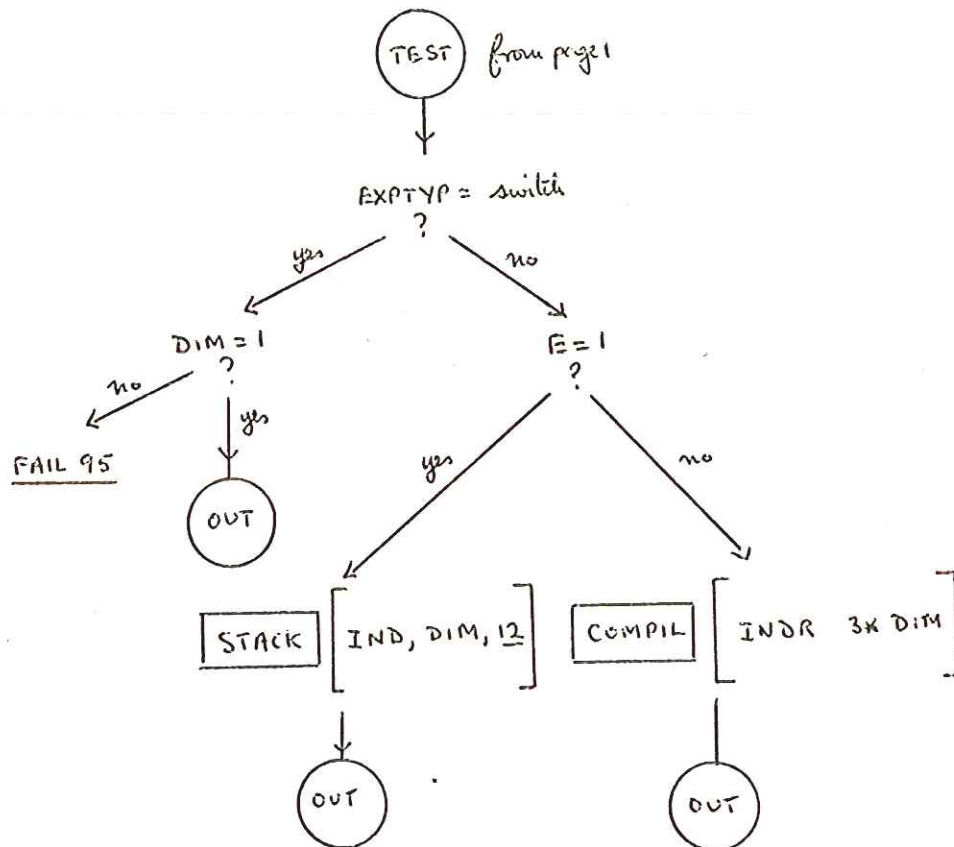 TEST from page 1
EXPTYP = switch
?
yes no
DIM = 1
?
E = 1
?
no yes
FAIL 95
OUT
yes no
STACK [IND, DIM, 12]
COMPIL [INDR 3* DIM]
OUT
OUT